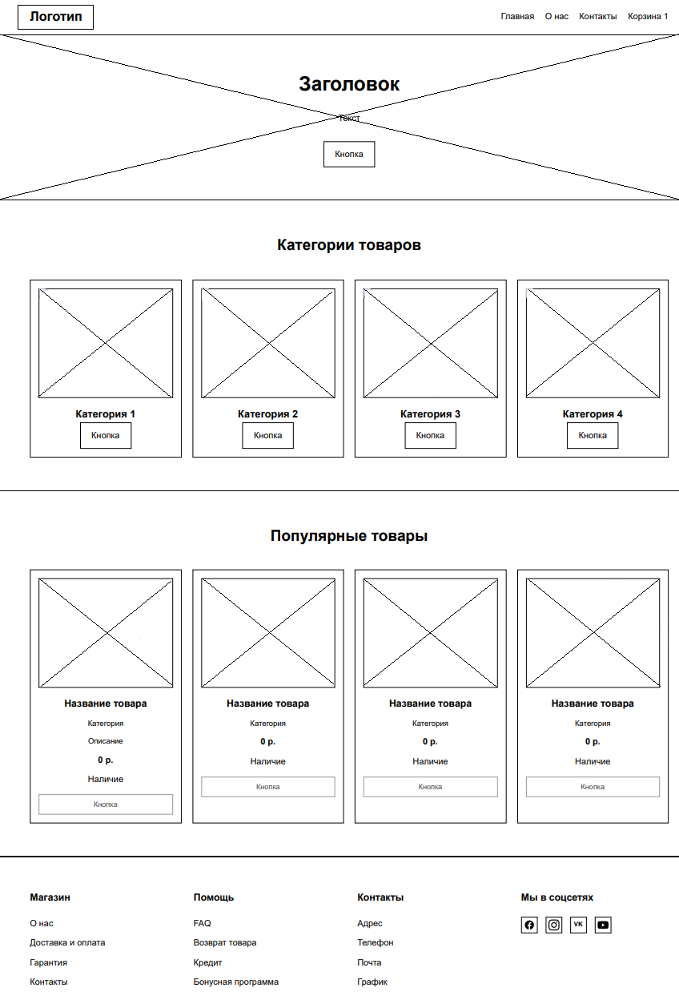 Логотип
Главная О нас Контакты Корзина 1
Заголовок
Текст
Кнопка
Категории товаров
Категория 1 Категория 2 Категория 3 Категория 4
Кнопка Кнопка Кнопка Кнопка
Популярные товары
Название товара Название товара Название товара Название товара
Категория Категория Категория Категория
Описание 0 р. 0 р. 0 р.
0 р. Наличие Наличие Наличие
Наличие
Кнопка Кнопка Кнопка Кнопка
Магазин Помощь Контакты Мы в соцсетях
О нас FAQ Адрес VK
Доставка и оплата Возврат товара Телефон
Гарантия Кредит Почта
Контакты Бонусная программа График